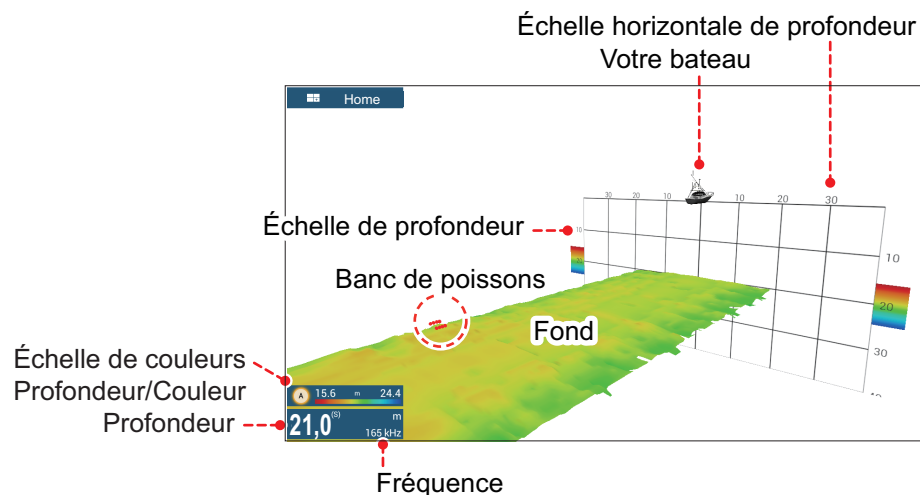 Échelle horizontale de profondeur
Votre bateau
Home
30 20 10 10 20 30
Échelle de profondeur
10
10
20
20
Banc de poissons
Fond
30
Échelle de couleurs
Profondeur/Couleur
A 15.6 m 24.4
Profondeur
21,0 (S) m
165 kHz
Fréquence